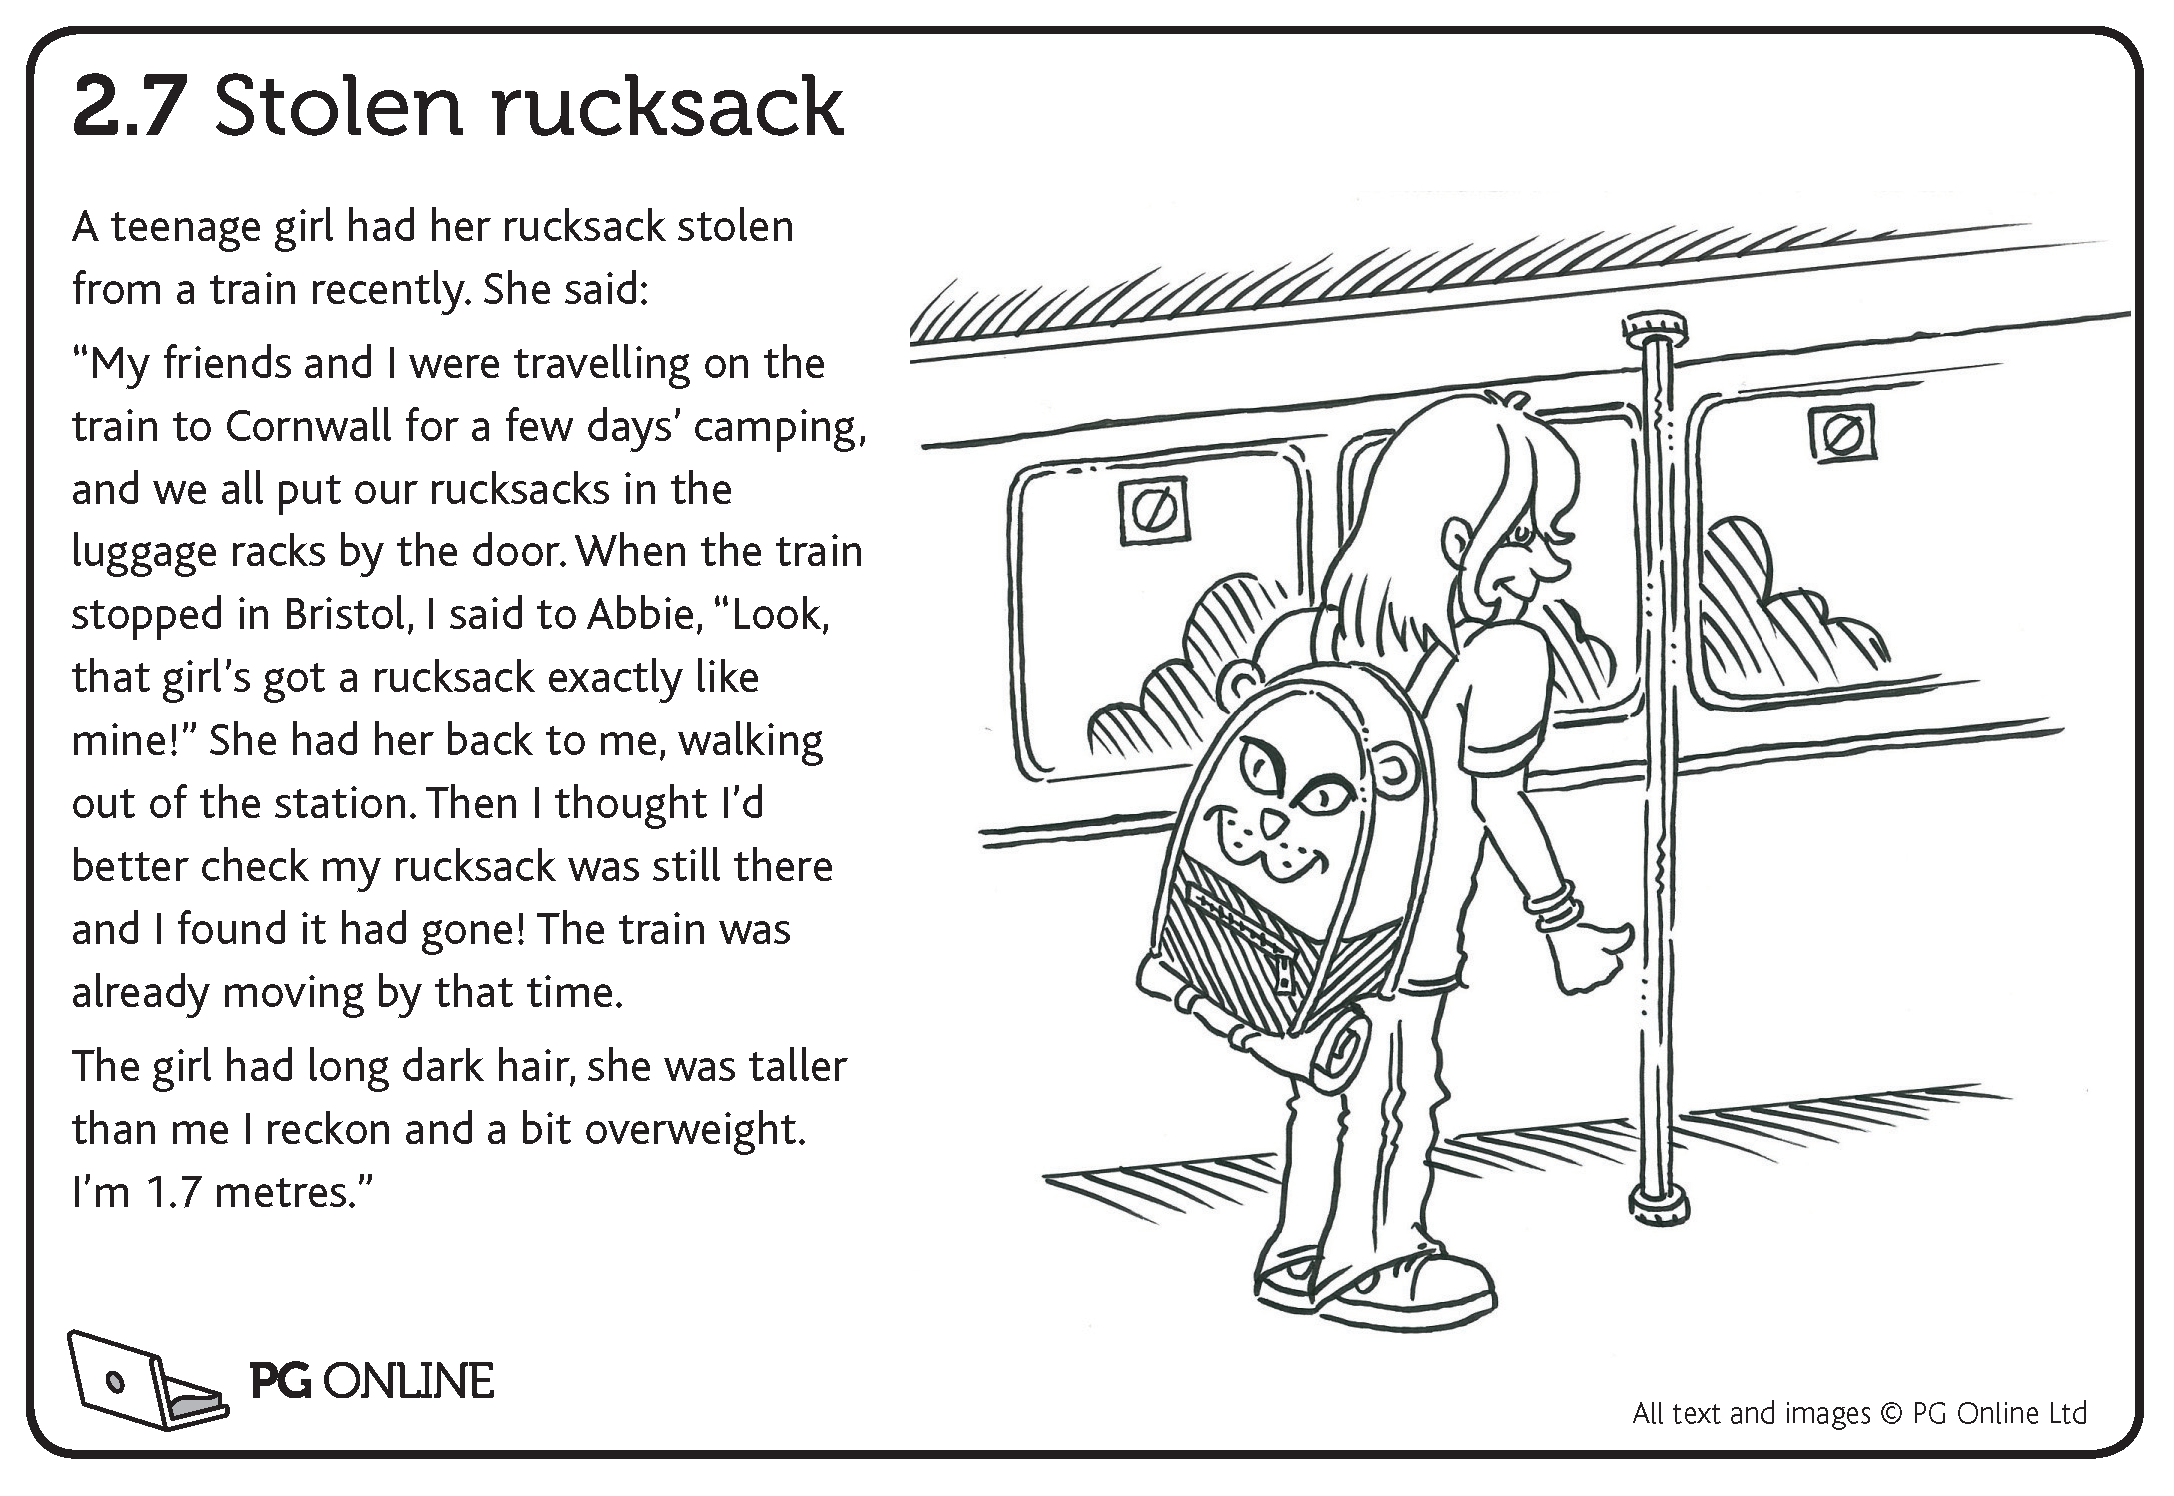 2.7 Stolen rucksack
A teenage girl had her rucksack stolen
from a train recently. She said:
“My friends and I were travelling on the
train to Cornwall for a few days’ camping,
and we all put our rucksacks in the
luggage racks by the door. When the train
stopped in Bristol, I said to Abbie, “Look,
that girl’s got a rucksack exactly like
mine!” She had her back to me, walking
out of the station. Then I thought I’d
better check my rucksack was still there
and I found it had gone! The train was
already moving by that time.
The girl had long dark hair, she was taller
than me I reckon and a bit overweight.
I’m 1.7 metres.”
PG ONLINE
All text and images © PG Online Ltd